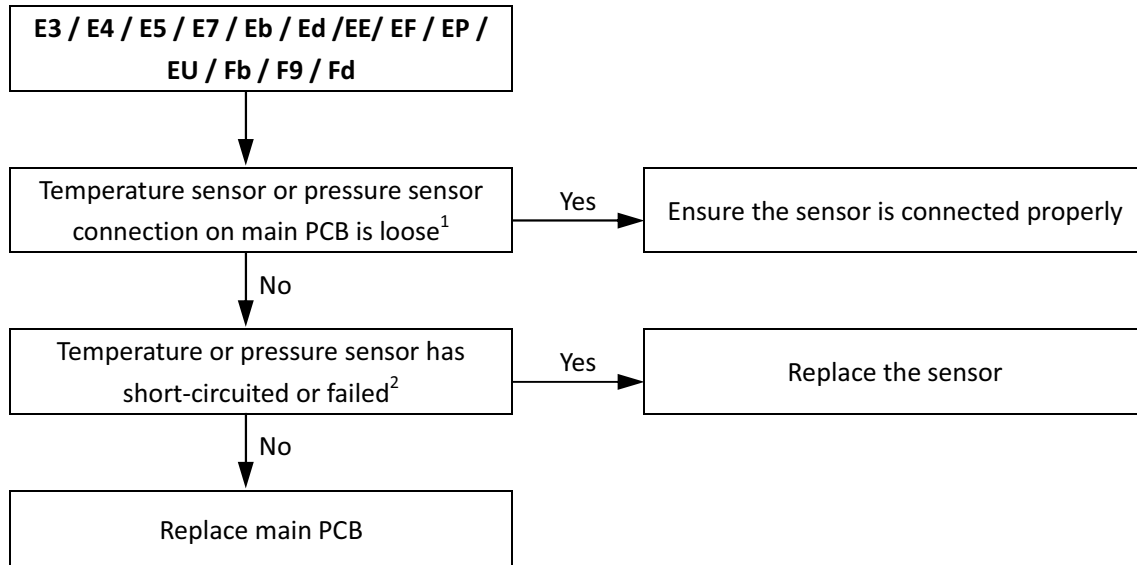 E3 / E4 / E5 / E7 / Eb / Ed /EE/ EF / EP /
EU / Fb / F9 / Fd
Temperature sensor or pressure sensor
connection on main PCB is loose¹
Yes
Ensure the sensor is connected properly
No
Temperature or pressure sensor has
short-circuited or failed²
Yes
Replace the sensor
No
Replace main PCB